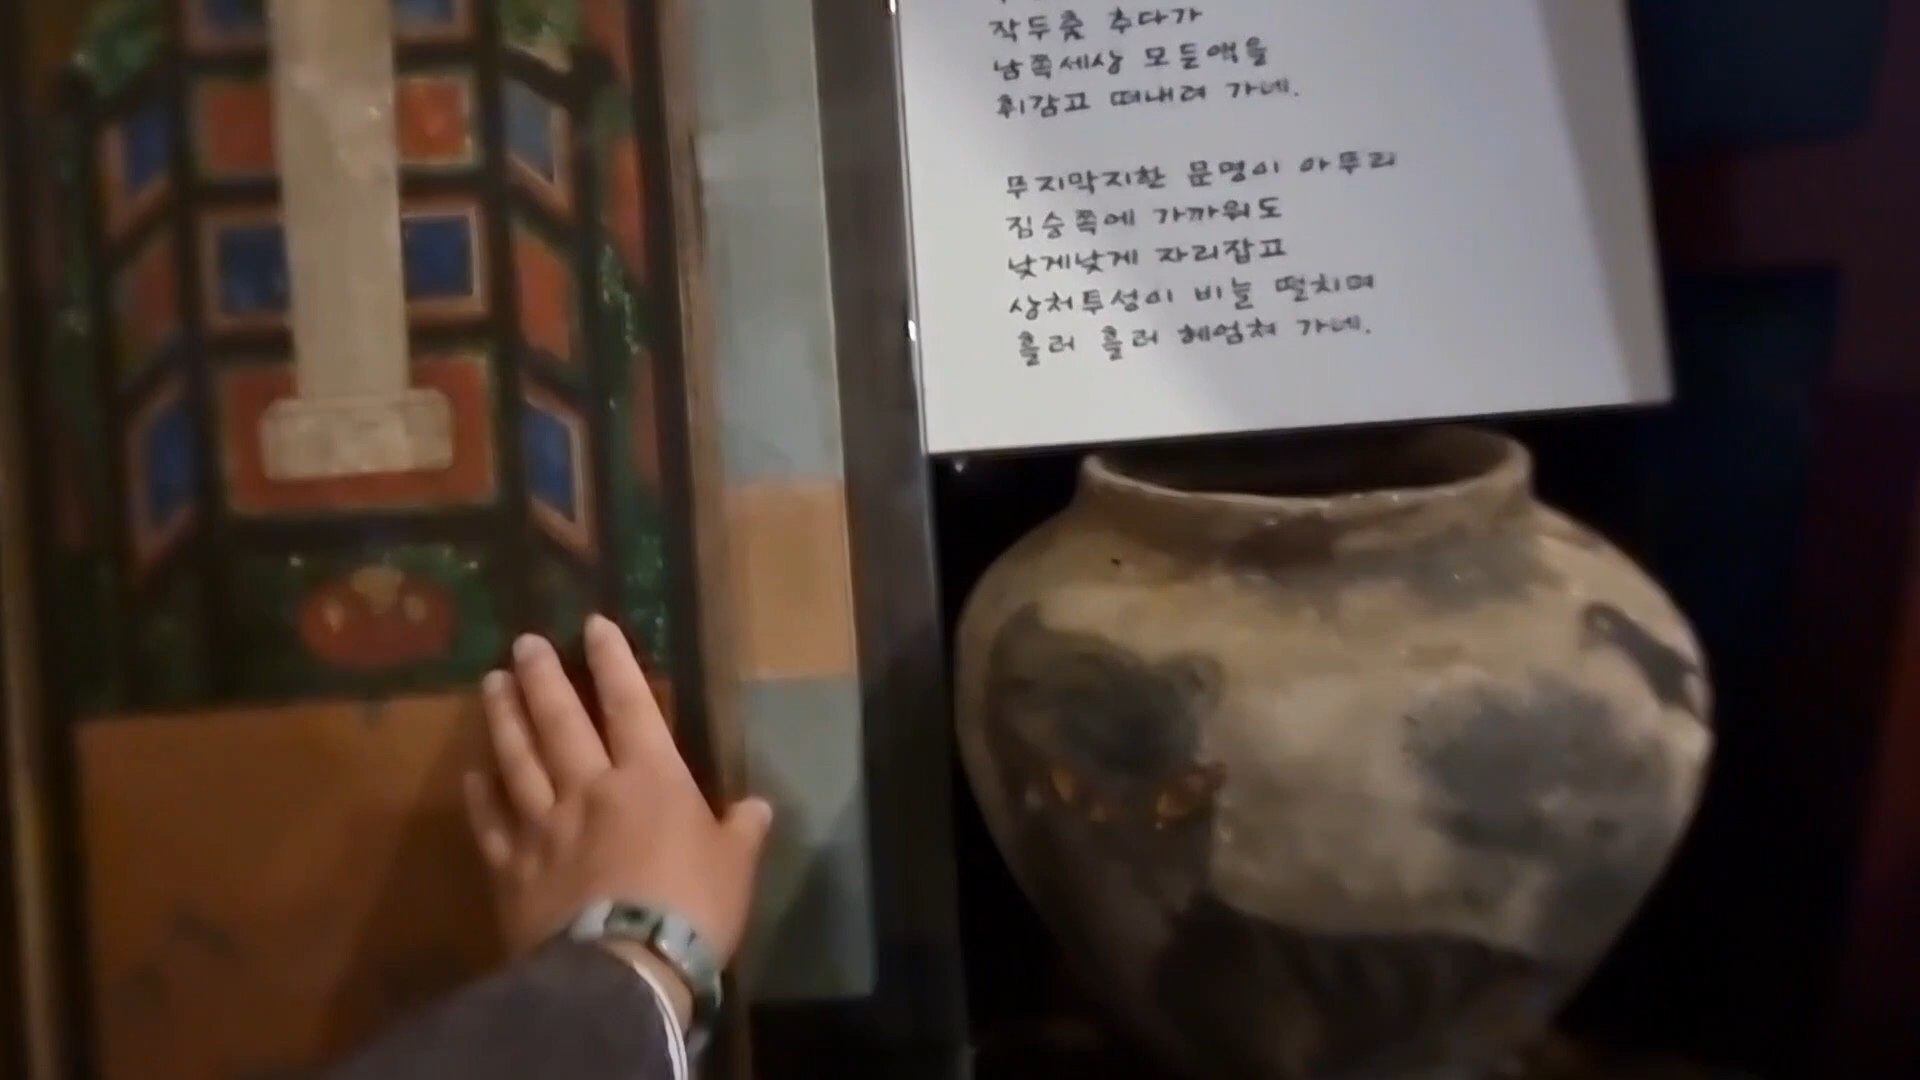 작두춤 추다가
남쪽세상 모든액을
휘감고 떠내려 가네.
무지막지한 문명이 아무리
짐승쪽에 가까워도
낮게낮게 자리잡고
상처투성이 비늘 떨치며
흘러 흘러 헤엄쳐 가네.